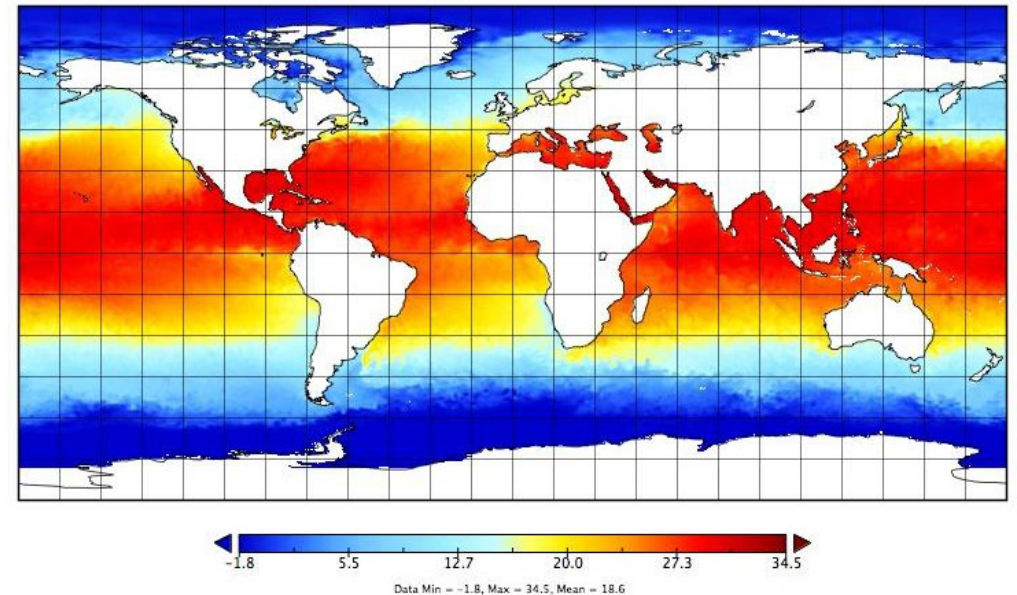 -1.8 5.5 12.7 20.0 27.3 34.5
Data Min = -1.8, Max = 34.5, Mean = 18.6